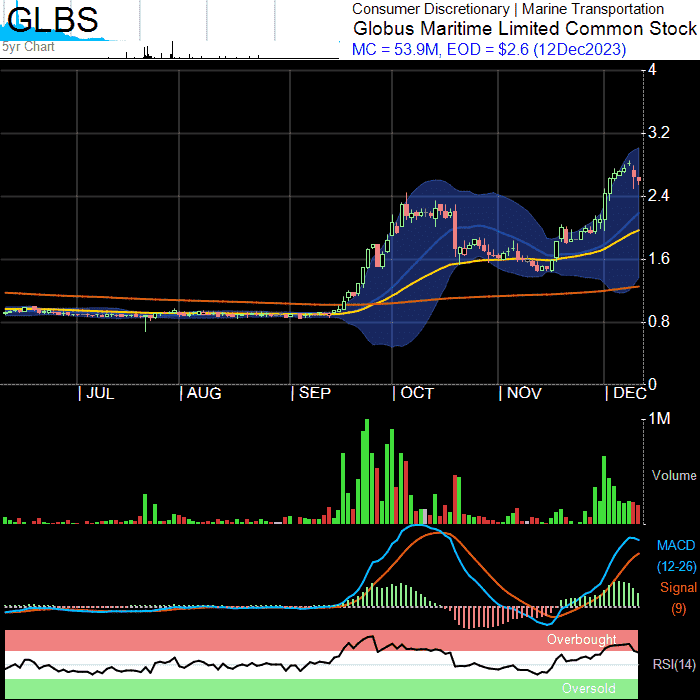 GLBS
5yr Chart
Consumer Discretionary | Marine Transportation
Globus Maritime Limited Common Stock
MC = 53.9M, EOD = $2.6 (12Dec2023)
4
3.2
2.4
1.6
0.8
0
| JUL | AUG | SEP | OCT | NOV | DEC
1M
Volume
MACD
(12-26)
Signal
(9)
Overbought
RSI(14)
Oversold